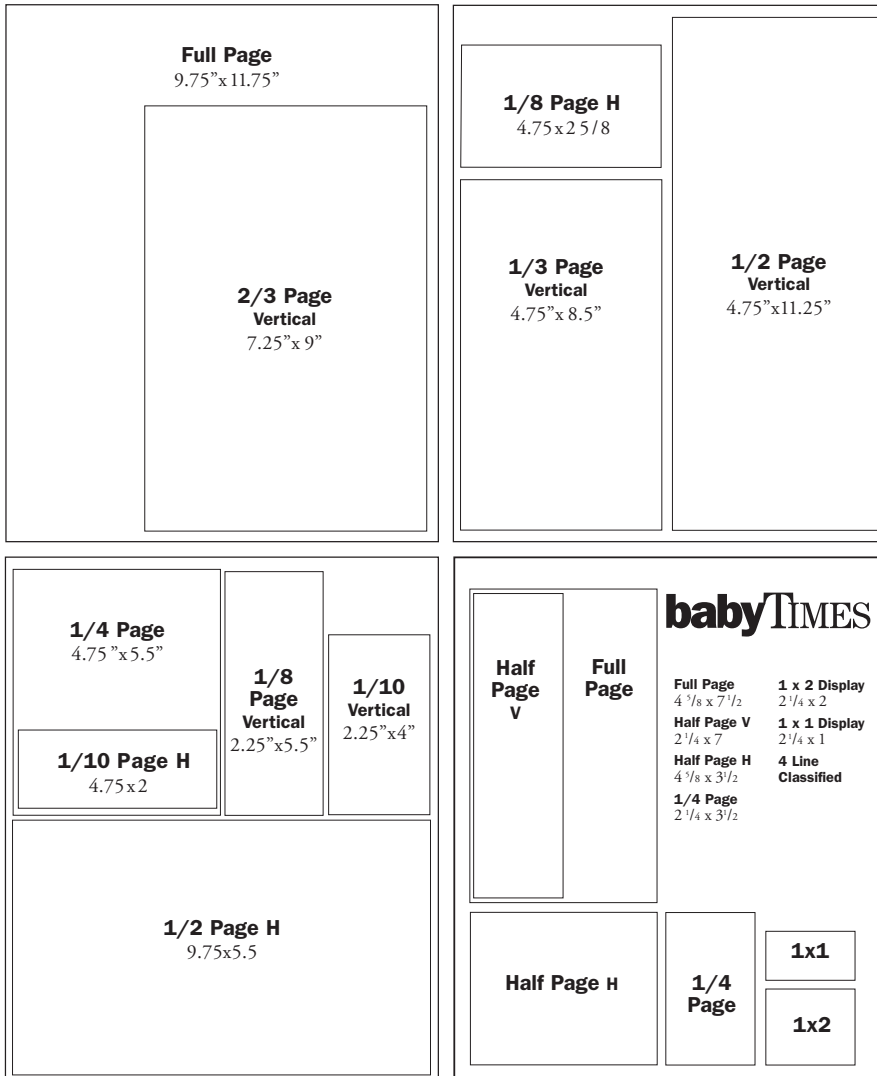 Full Page
9.75”x11.75”
2/3 Page
Vertical
7.25”x 9”
1/8 Page H
4.75x2 5/8
1/3 Page
Vertical
4.75”x 8.5”
1/2 Page
Vertical
4.75”x11.25”
1/4 Page
4.75 ”x5.5”
1/10 Page H
4.75x2
1/8
Page
Vertical
2.25”x5.5”
1/10
Vertical
2.25”x4”
1/2 Page H
9.75x5.5
babyTIMES
Half
Page
V
Full
Page
Full Page
4 5/8 x 7 1/2
Half Page V
2 1/4 x 7
Half Page H
4 5/8 x 3 1/2
1/4 Page
2 1/4 x 3 1/2
1 x 2 Display
2 1/4 x 2
1 x 1 Display
2 1/4 x 1
4 Line
Classified
Half Page H
1/4
Page
1x1
1x2